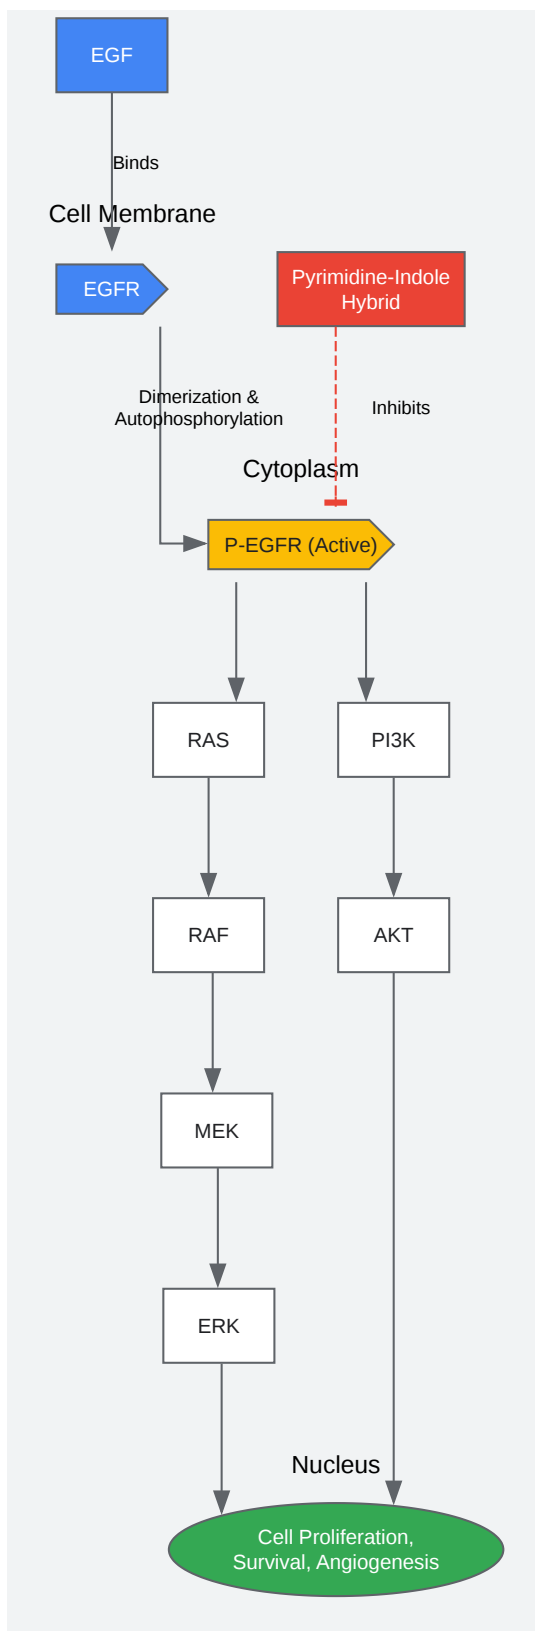 EGF
Binds
Cell Membrane
EGFR
Pyrimidine-Indole
Hybrid
Dimerization &
Autophosphorylation
Inhibits
Cytoplasm
P-EGFR (Active)
RAS
PI3K
RAF
AKT
MEK
ERK
Nucleus
Cell Proliferation,
Survival, Angiogenesis